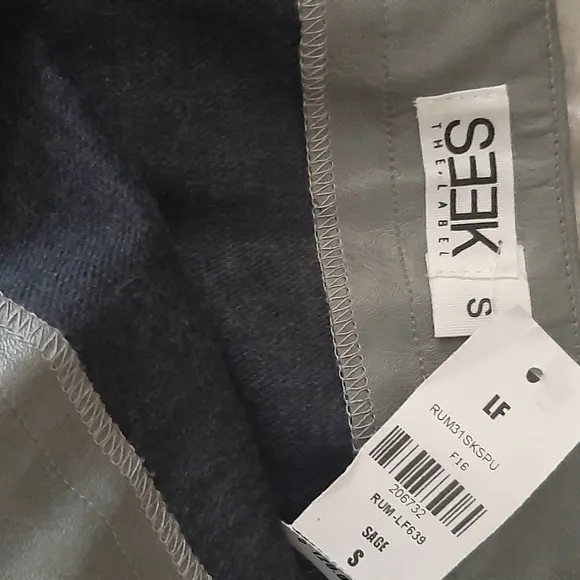 SEEK
THE LABEL
S
LF
RUM31SKSPU
F16
206732
RUM-LF639
SAGE
S